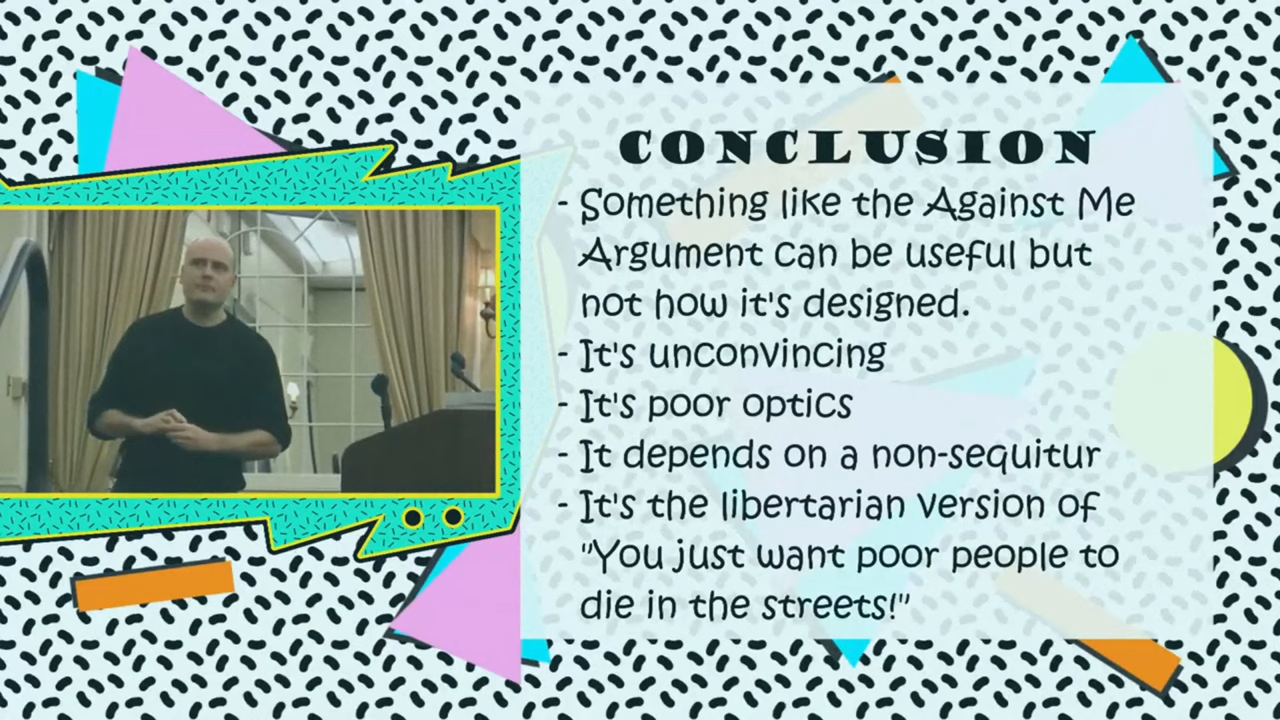 CONCLUSION
- Something like the Against Me
Argument can be useful but
not how it's designed.
- It's unconvincing
- It's poor optics
- It depends on a non-sequitur
- It's the libertarian version of
"You just want poor people to
die in the streets!"